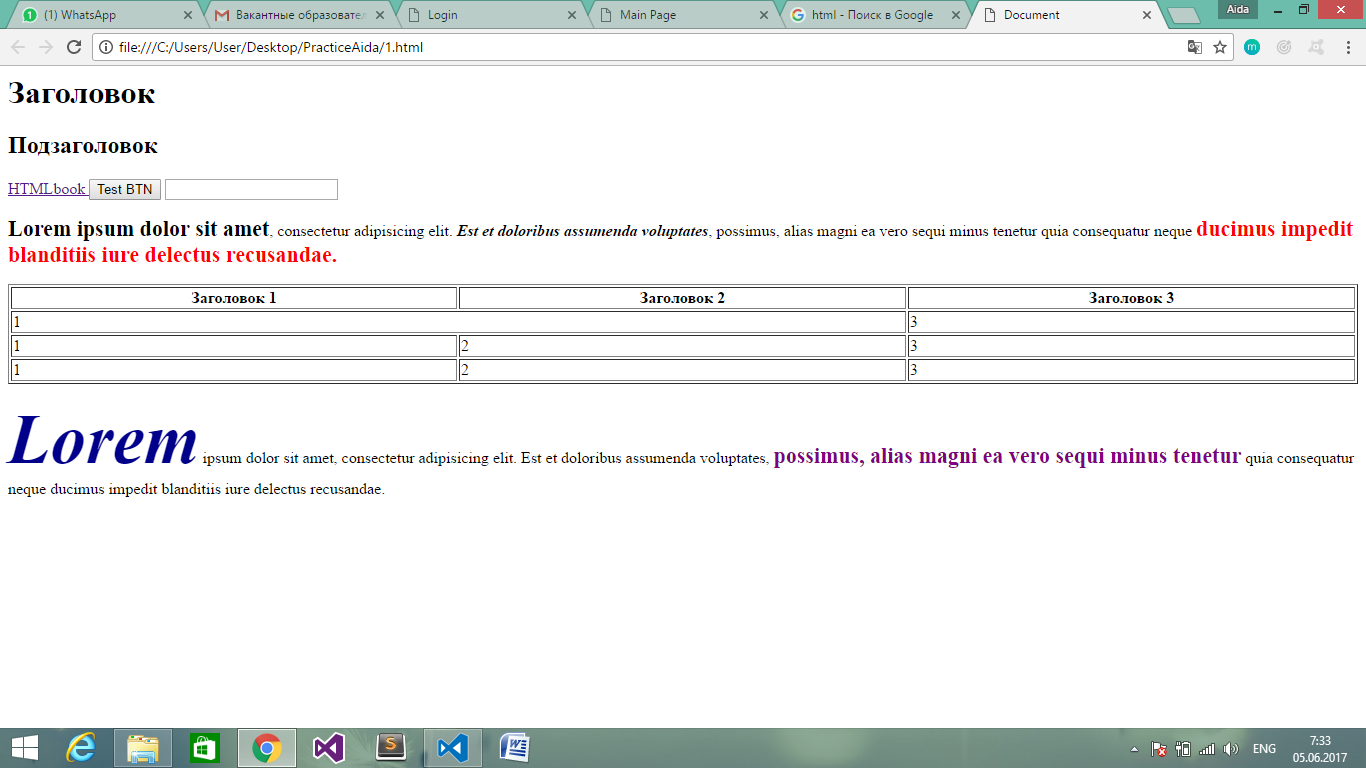 (1) WhatsApp
Вакантные образовател
Login
Main Page
html - Поиск в Google
Document
Aida
file:///C:/Users/User/Desktop/PracticeAida/1.html
m
Заголовок
Подзаголовок
HTMLbook Test BTN
Lorem ipsum dolor sit amet, consectetur adipisicing elit. Est et doloribus assumenda voluptates, possimus, alias magni ea vero sequi minus tenetur quia consequatur neque ducimus impedit
blanditiis iure delectus recusandae.
Заголовок 1 Заголовок 2 Заголовок 3
1 3
1 2 3
1 2 3
Lorem ipsum dolor sit amet, consectetur adipisicing elit. Est et doloribus assumenda voluptates, possimus, alias magni ea vero sequi minus tenetur quia consequatur
neque ducimus impedit blanditiis iure delectus recusandae.
ENG
7:33
05.06.2017